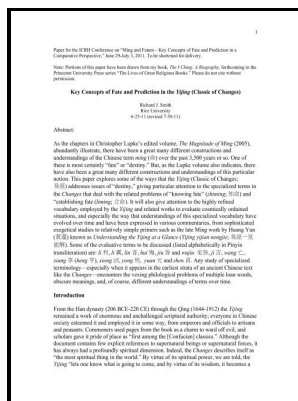 1
Paper for the ICRH Conference on "Ming and Fatum – Key Concepts of Fate and Prediction in a
Comparative Perspective," June 29-July 3, 2011. To be shortened for delivery.
Note: Portions of this paper have been drawn from my book, The I Ching: A Biography, forthcoming in the
Princeton University Press series "The Lives of Great Religious Books." Please do not cite without
permission.
Key Concepts of Fate and Prediction in the Yijing (Classic of Changes)
Richard J. Smith
Rice University
6-25-11 (revised 7-30-11)
Abstract:
As the chapters in Christopher Lupke's edited volume, The Magnitude of Ming (2005),
abundantly illustrate, there have been a great many different constructions and
understandings of the Chinese term ming (命) over the past 3,500 years or so. One of
these is most certainly "fate" or "destiny." But, as the Lupke volume also indicates, there
have also been a great many different constructions and understandings of this particular
notion. This paper explores some of the ways that the Yijing (Classic of Changes;
易經) addresses issues of "destiny," giving particular attention to the specialized terms in
the Changes that deal with the related problems of "knowing fate" (zhiming; 知命) and
"establishing fate (liming; 立命). It will also give attention to the highly refined
vocabulary employed by the Yijing and related works to evaluate cosmically ordained
situations, and especially the way that understandings of this specialized vocabulary have
evolved over time and have been expressed in various commentaries, from sophisticated
exegetical studies to relatively simple primers such as the late Ming work by Huang Yan
known as Understanding the Yijing at a Glance (Yijing yijian nengjie; 易經一見
能解). Some of the evaluative terms to be discussed (listed alphabetically in Pinyin
transliteration) are: li 利, li 厲, lin 吝, hui 悔, jiu 咎 and wujiu 无咎, ji 吉, wang 亡,
xiang 享 (heng 亨), xiong 凶, yong 用, yuan 元 and zhen 貞. Any study of specialized
terminology—especially when it appears in the earliest strata of an ancient Chinese text
like the Changes—encounters the vexing philological problems of multiple loan words,
obscure meanings, and, of course, different understandings of terms over time.
Introduction
From the Han dynasty (206 BCE-220 CE) through the Qing (1644-1912) the Yijing
remained a work of enormous and unchallenged scriptural authority; everyone in Chinese
society esteemed it and employed it in some way, from emperors and officials to artisans
and peasants. Commoners used pages from the book as a charm to ward off evil, and
scholars gave it pride of place as "first among the [Confucian] classics." Although the
document contains few explicit references to supernatural beings or supernatural forces, it
has always had a profoundly spiritual dimension. Indeed, the Changes describes itself as
"the most spiritual thing in the world." By virtue of its spiritual power, we are told, the
Yijing "lets one know what is going to come, and by virtue of its wisdom, it becomes a